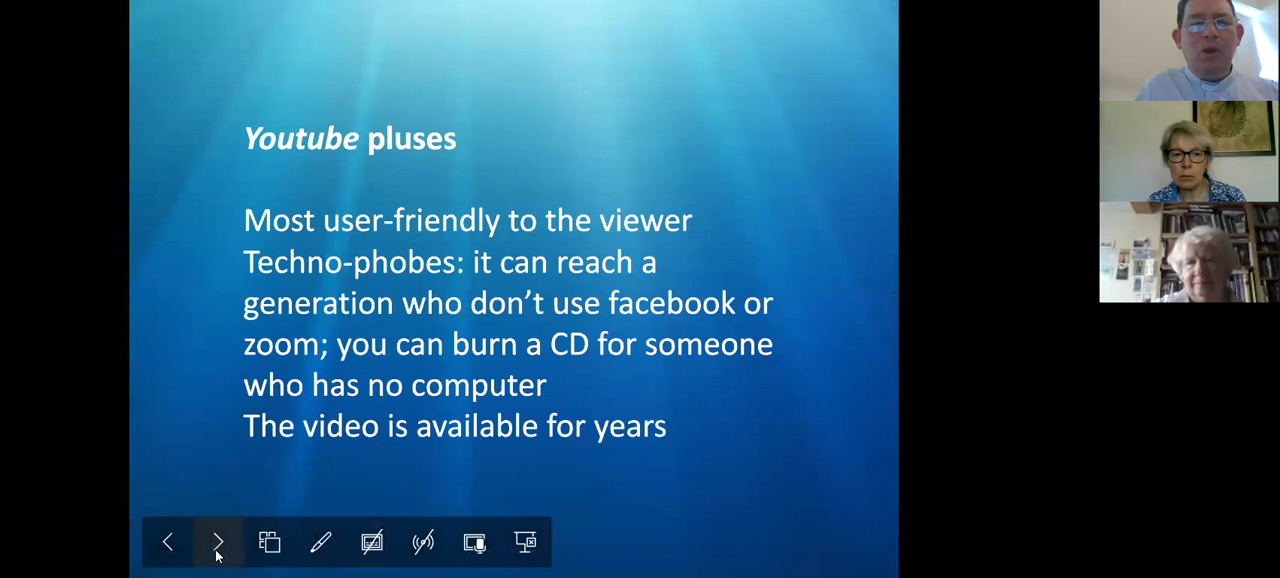 Youtube pluses
Most user-friendly to the viewer
Techno-phobes: it can reach a
generation who don’t use facebook or
zoom; you can burn a CD for someone
who has no computer
The video is available for years